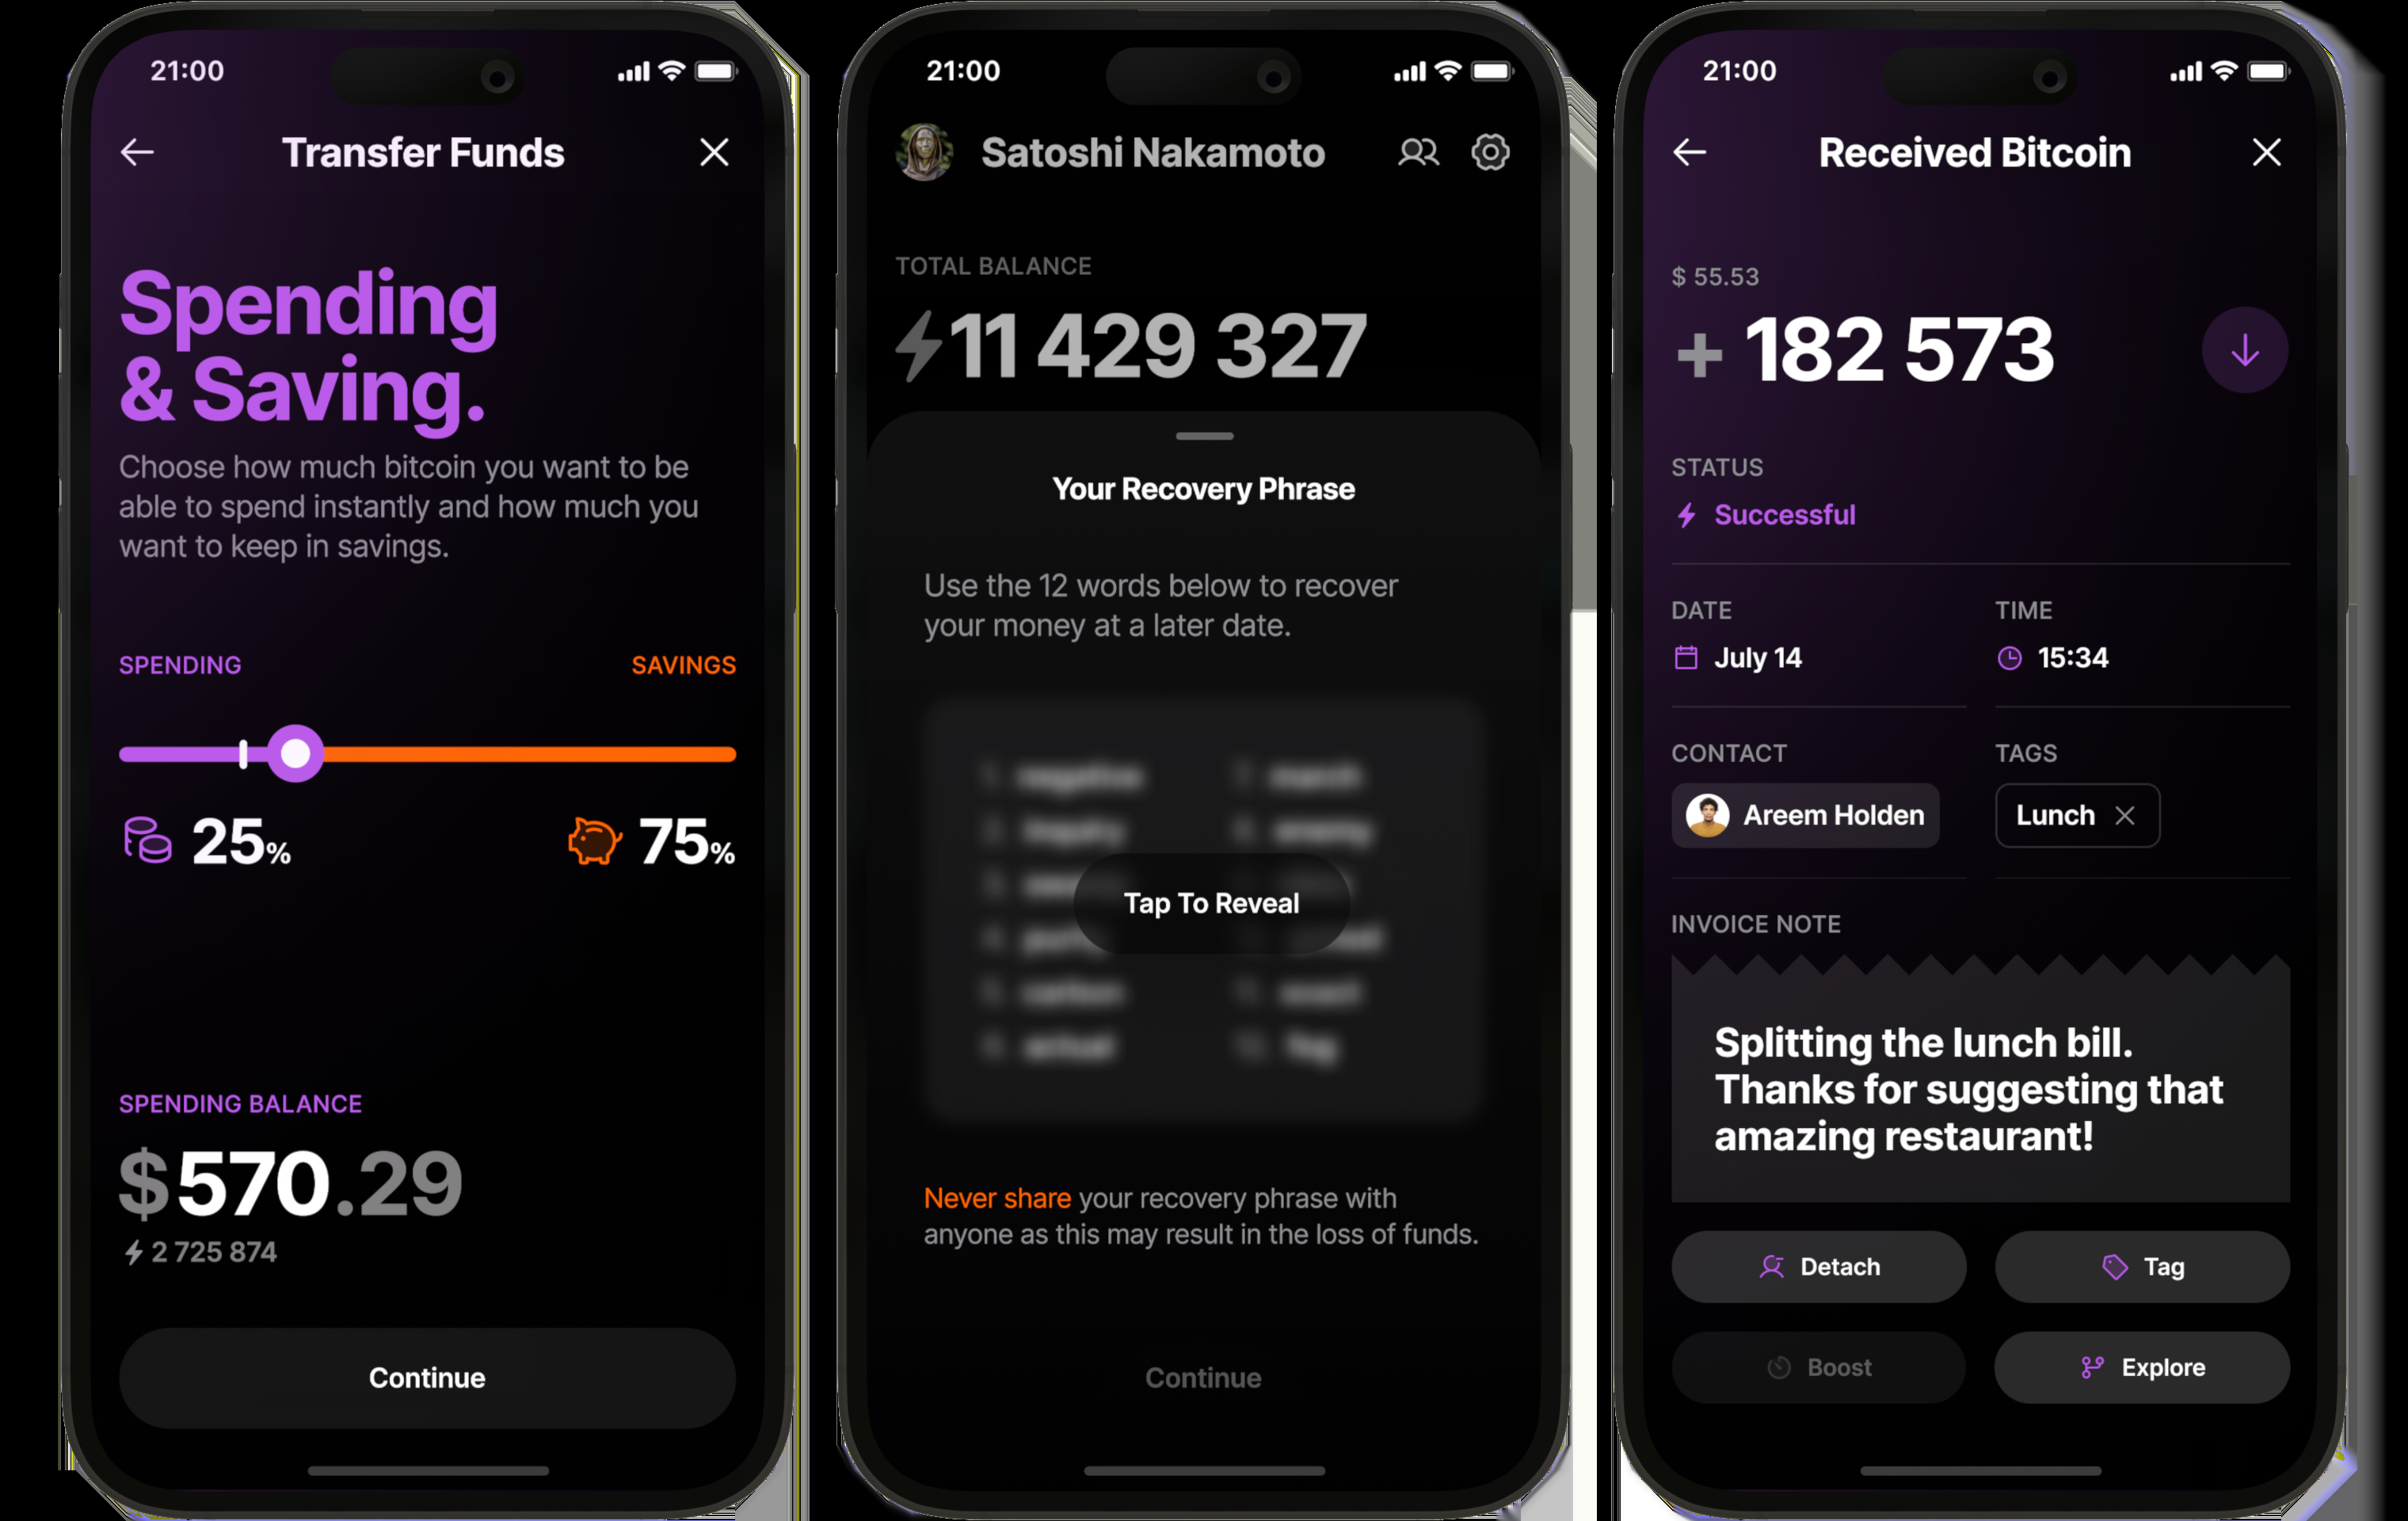 21:00
Transfer Funds
Spending
& Saving.
Choose how much bitcoin you want to be
able to spend instantly and how much you
want to keep in savings.
SPENDING SAVINGS
25% 75%
SPENDING BALANCE
$570.29
2 725 874
Continue
21:00
Satoshi Nakamoto
TOTAL BALANCE
11 429 327
Your Recovery Phrase
Use the 12 words below to recover
your money at a later date.
Tap To Reveal
Never share your recovery phrase with
anyone as this may result in the loss of funds.
Continue
21:00
Received Bitcoin
$ 55.53
+ 182 573
STATUS
Successful
DATE TIME
July 14 15:34
CONTACT TAGS
Areem Holden Lunch
INVOICE NOTE
Splitting the lunch bill.
Thanks for suggesting that
amazing restaurant!
Detach Tag
Boost Explore